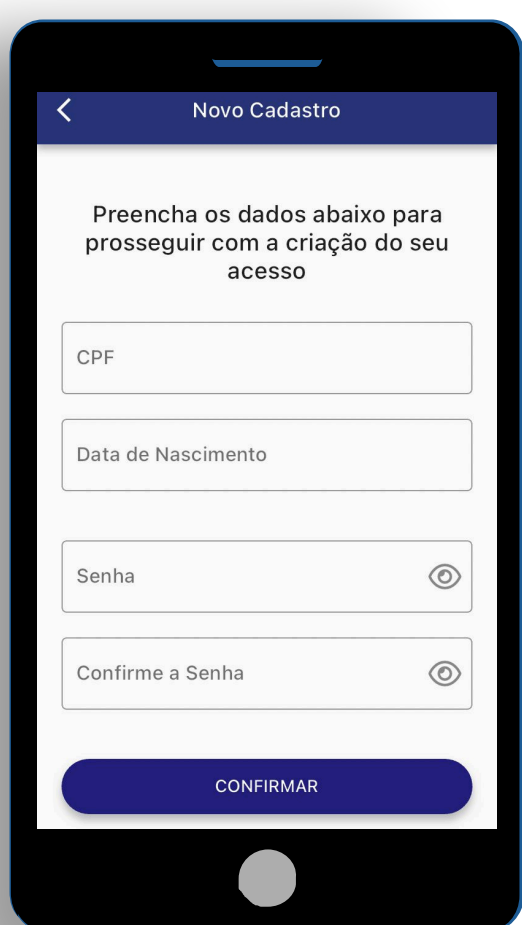 Novo Cadastro
Preencha os dados abaixo para
prosseguir com a criação do seu
acesso
CPF
Data de Nascimento
Senha
Confirme a Senha
CONFIRMAR